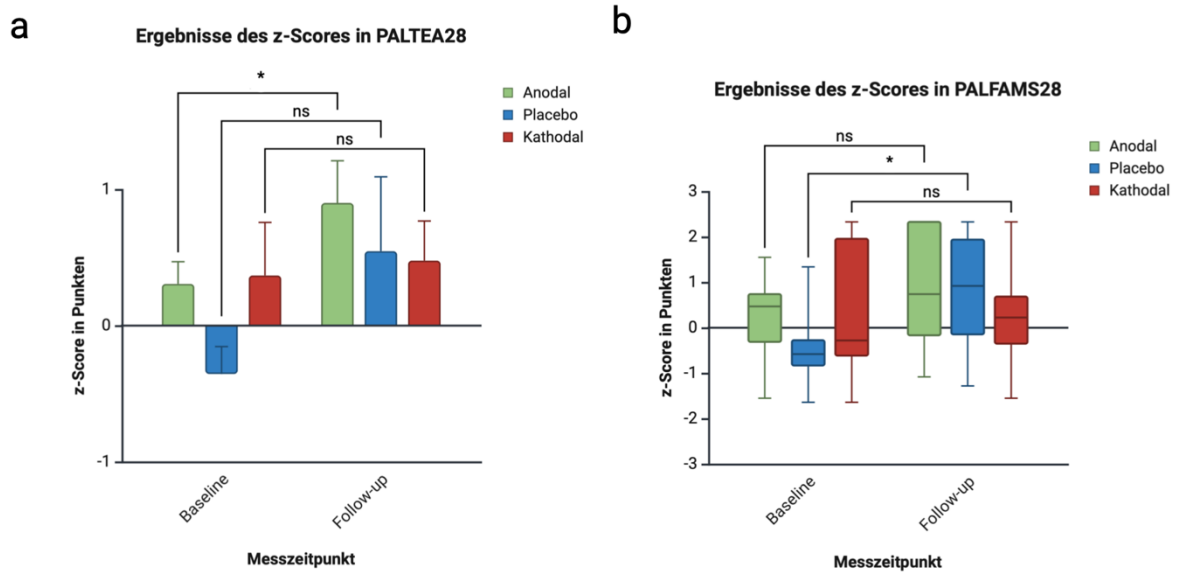 a
Ergebnisse des z-Scores in PALTEA28
*
ns
ns
Anodal
Placebo
Kathodal
1
0
-1
z-Score in Punkten
Baseline
Follow-up
Messzeitpunkt
b
Ergebnisse des z-Scores in PALFAMS28
ns
*
ns
Anodal
Placebo
Kathodal
3
2
1
0
-1
-2
-3
z-Score in Punkten
Baseline
Follow-up
Messzeitpunkt